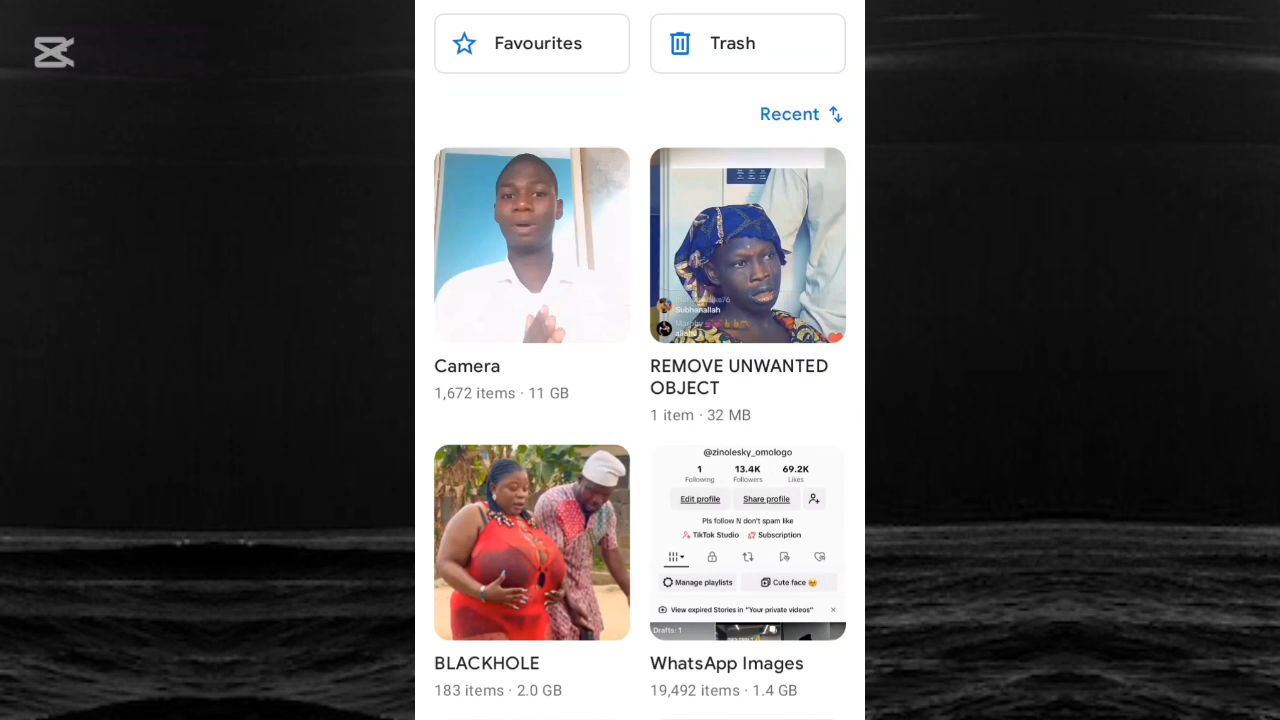 Favourites
Trash
Recent
Subhanallah
Camera
REMOVE UNWANTED
OBJECT
1,672 items · 11 GB
1 item · 32 MB
@zinolesky_omologo
1
13.4K
69.2K
Following
Followers
Likes
Edit profile
Share profile
Pls follow N don't spam like
TikTok Studio
Subscription
Manage playlists
Cute face 🥹
View expired Stories in "Your private videos"
Drafts: 1
BLACKHOLE
WhatsApp Images
183 items · 2.0 GB
19,492 items · 1.4 GB